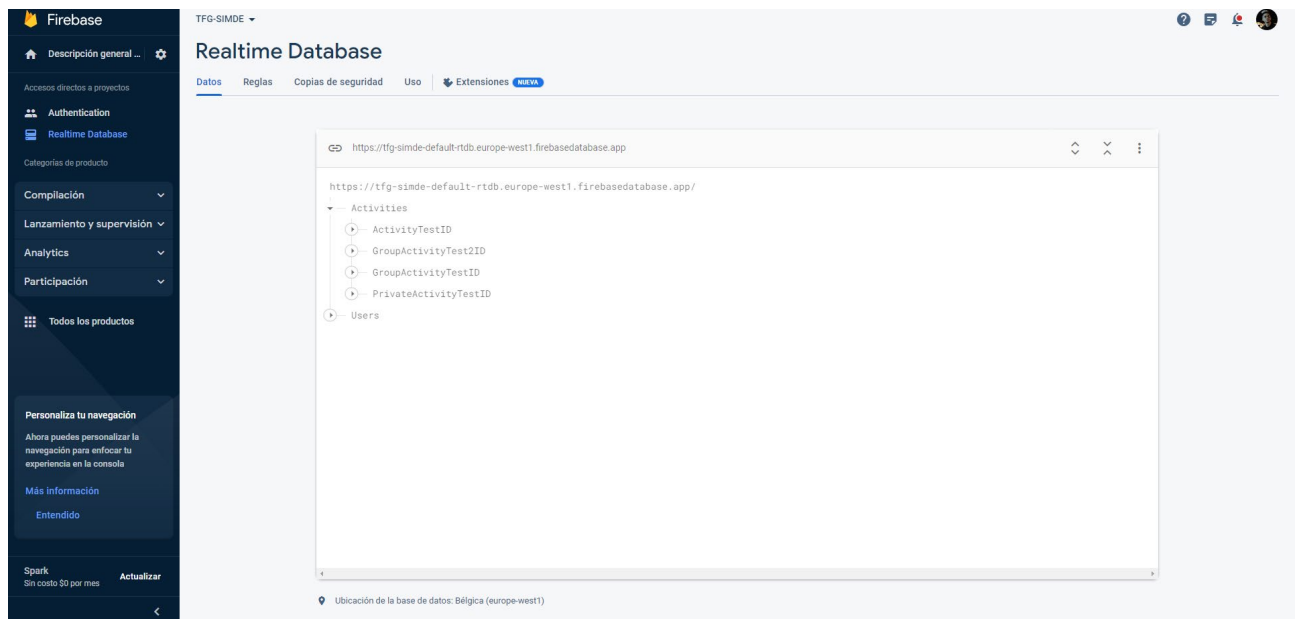 Firebase
Descripción general ...
Accesos directos a proyectos
Authentication
Realtime Database
Categorías de producto
Compilación
Lanzamiento y supervisión
Analytics
Participación
Todos los productos
Personaliza tu navegación
Ahora puedes personalizar la
navegación para enfocar tu
experiencia en la consola
Más información
Entendido
Spark
Sin costo $0 por mes
Actualizar
TFG-SIMDE
Realtime Database
Datos Reglas Copias de seguridad Uso Extensiones NUEVA
https://tfg-simde-default-rtdb.europe-west1.firebasedatabase.app
https://tfg-simde-default-rtdb.europe-west1.firebasedatabase.app/
Activities
ActivityTestID
GroupActivityTest2ID
GroupActivityTestID
PrivateActivityTestID
Users
Ubicación de la base de datos: Bélgica (europe-west1)